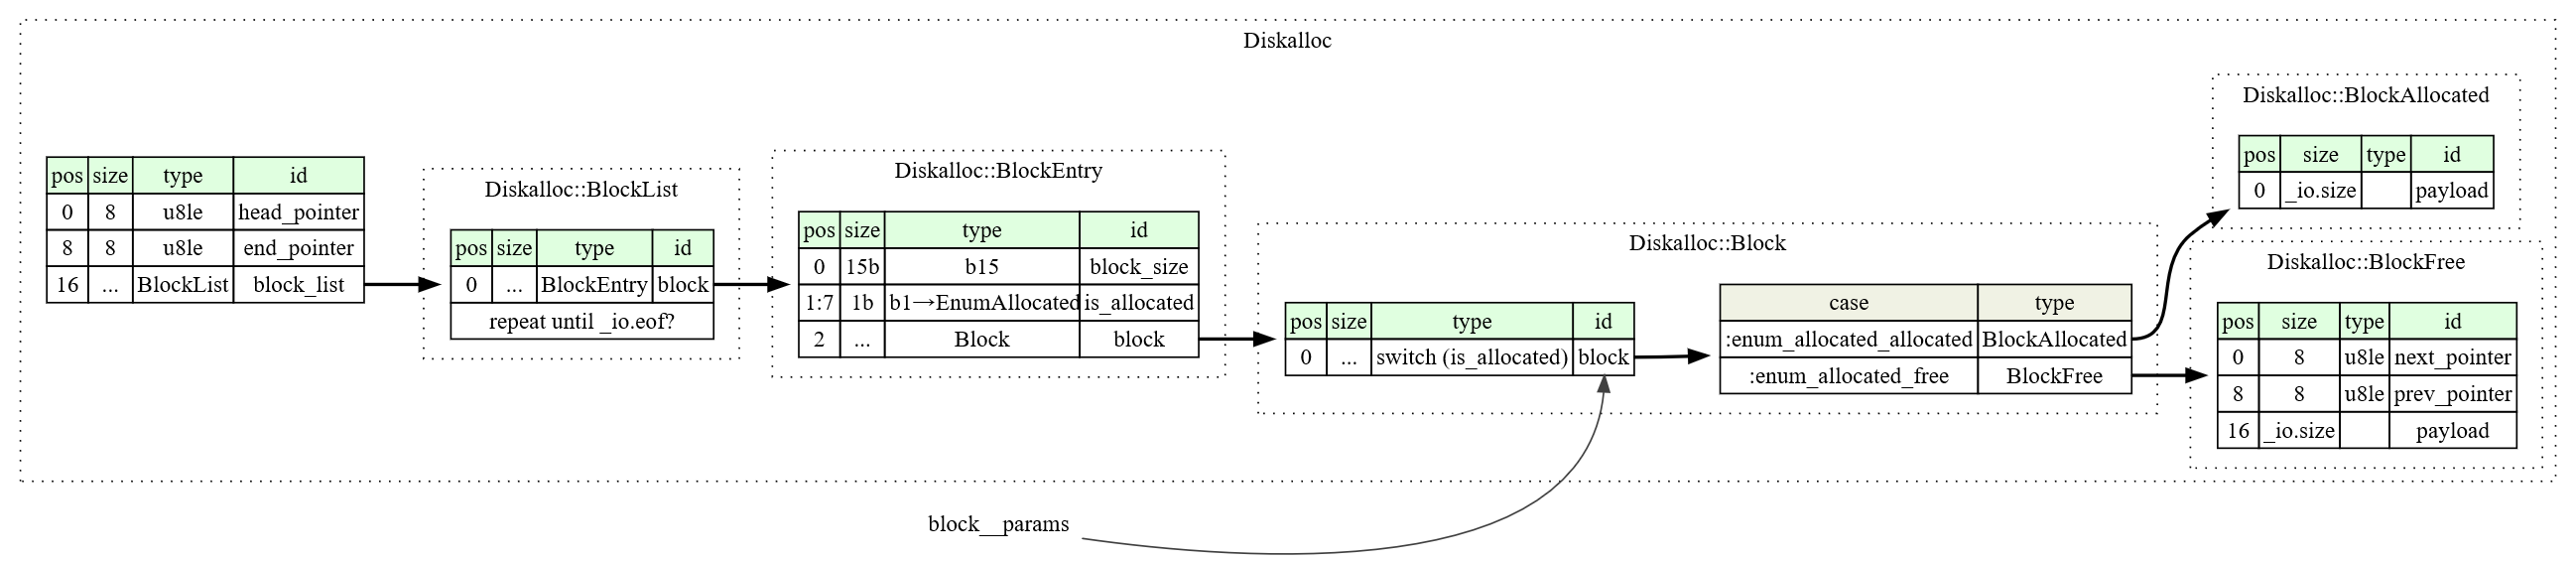 Diskalloc
pos size type id
0 8 u8le head_pointer
8 8 u8le end_pointer
16 ... BlockList block_list
Diskalloc::BlockList
pos size type id
0 ... BlockEntry block
repeat until _io.eof?
Diskalloc::BlockEntry
pos size type id
0 15b b15 block_size
1:7 1b b1→EnumAllocated is_allocated
2 ... Block block
Diskalloc::Block
pos size type id
0 ... switch (is_allocated) block
case type
:enum_allocated_allocated BlockAllocated
:enum_allocated_free BlockFree
Diskalloc::BlockAllocated
pos size type id
0 _io.size payload
Diskalloc::BlockFree
pos size type id
0 8 u8le next_pointer
8 8 u8le prev_pointer
16 _io.size payload
block__params